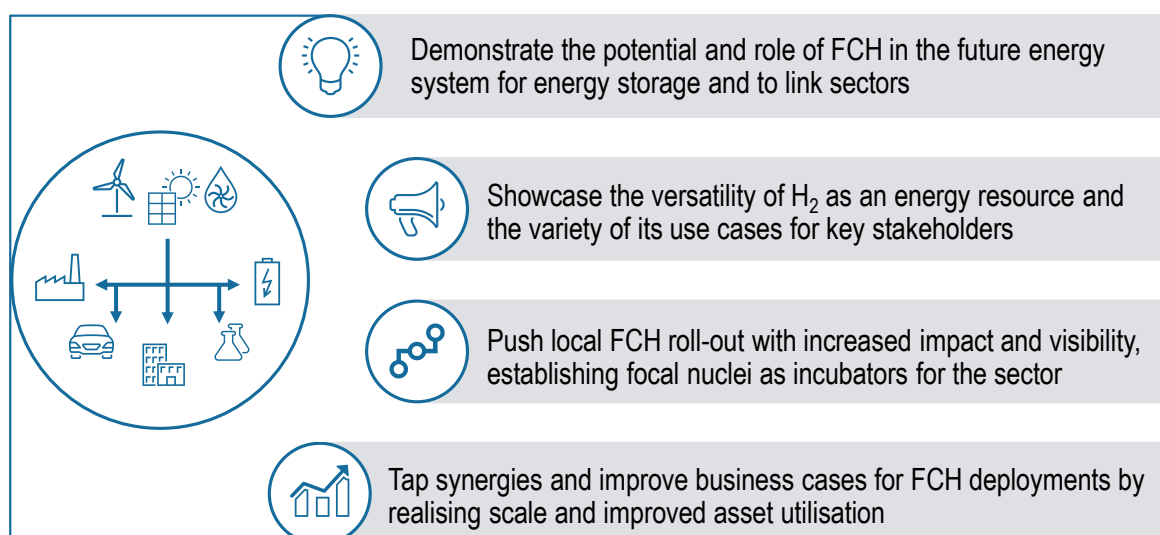 Demonstrate the potential and role of FCH in the future energy
system for energy storage and to link sectors
Showcase the versatility of H₂ as an energy resource and
the variety of its use cases for key stakeholders
Push local FCH roll-out with increased impact and visibility,
establishing focal nuclei as incubators for the sector
Tap synergies and improve business cases for FCH deployments by
realising scale and improved asset utilisation